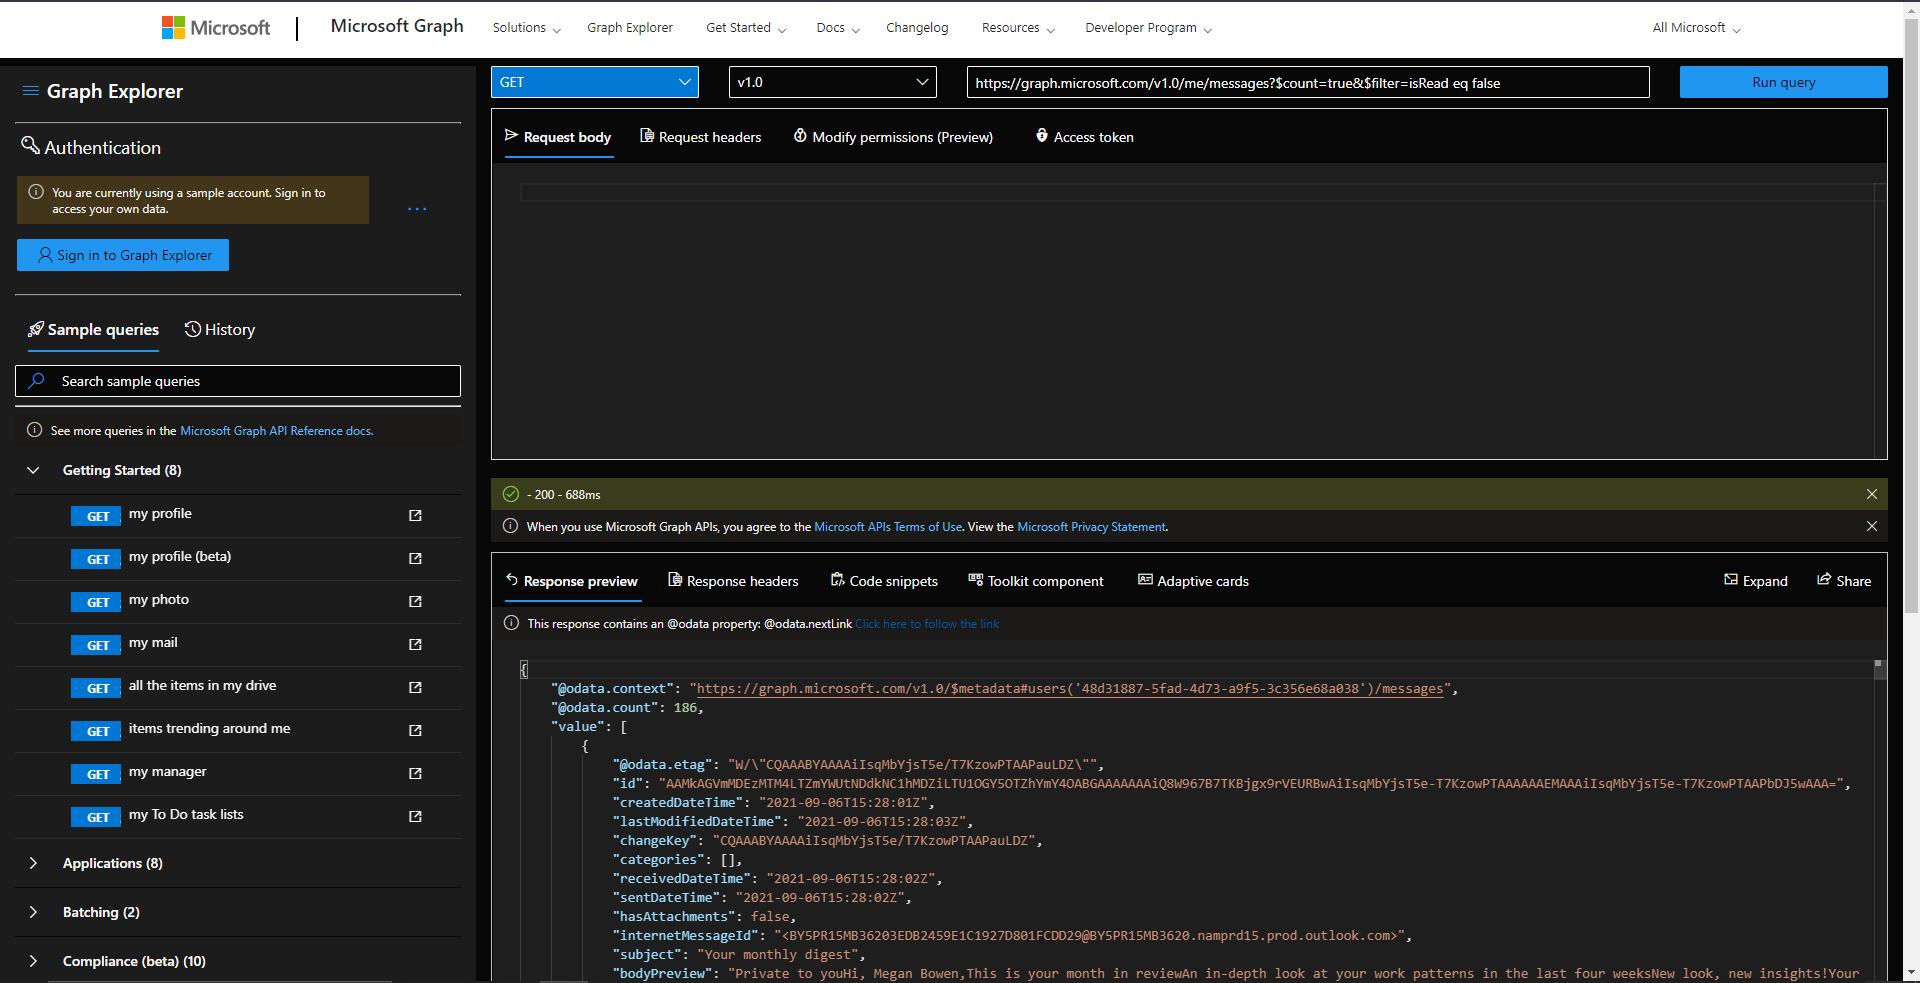 Microsoft
Microsoft Graph
Solutions
Graph Explorer
Get Started
Docs
Changelog
Resources
Developer Program
All Microsoft
Graph Explorer
Authentication
You are currently using a sample account. Sign in to
access your own data.
...
Sign in to Graph Explorer
Sample queries
History
Search sample queries
See more queries in the Microsoft Graph API Reference docs.
Getting Started (8)
GET my profile
GET my profile (beta)
GET my photo
GET my mail
GET all the items in my drive
GET items trending around me
GET my manager
GET my To Do task lists
Applications (8)
Batching (2)
Compliance (beta) (10)
GET
v1.0
https://graph.microsoft.com/v1.0/me/messages?$count=true&$filter=isRead eq false
Run query
Request body
Request headers
Modify permissions (Preview)
Access token
- 200 - 688ms
When you use Microsoft Graph APIs, you agree to the Microsoft APIs Terms of Use. View the Microsoft Privacy Statement.
Response preview
Response headers
Code snippets
Toolkit component
Adaptive cards
Expand
Share
This response contains an @odata property: @odata.nextLink Click here to follow the link
{
"@odata.context": "https://graph.microsoft.com/v1.0/$metadata#users('48d31887-5fad-4d73-a9f5-3c356e68a038')/messages",
"@odata.count": 186,
"value": [
{
"@odata.etag": "W/\"CQAAABYAAAAiIsqMbYjsT5e/T7KzowPTAAPauLDZ\"",
"id": "AAMkAGVmMDEzMTM4LTZmYWUtNDdkNC1hMDZiLTU1OGY5OTZhYmY4OABGAAAAAAAiQ8W967B7TKBjgx9rVEURBwAiIsqMbYjsT5e-T7KzowPTAAAAAAEMAAAiIsqMbYjsT5e-T7KzowPTAAPbDJ5wAAA=",
"createdDateTime": "2021-09-06T15:28:01Z",
"lastModifiedDateTime": "2021-09-06T15:28:03Z",
"changeKey": "CQAAABYAAAAiIsqMbYjsT5e/T7KzowPTAAPauLDZ",
"categories": [],
"receivedDateTime": "2021-09-06T15:28:02Z",
"sentDateTime": "2021-09-06T15:28:02Z",
"hasAttachments": false,
"internetMessageId": "<BY5PR15MB36203EDB2459E1C1927D801FCDD29@BY5PR15MB3620.namprd15.prod.outlook.com>",
"subject": "Your monthly digest",
"bodyPreview": "Private to youHi, Megan Bowen,This is your month in reviewAn in-depth look at your work patterns in the last four weeksNew look, new insights!Your